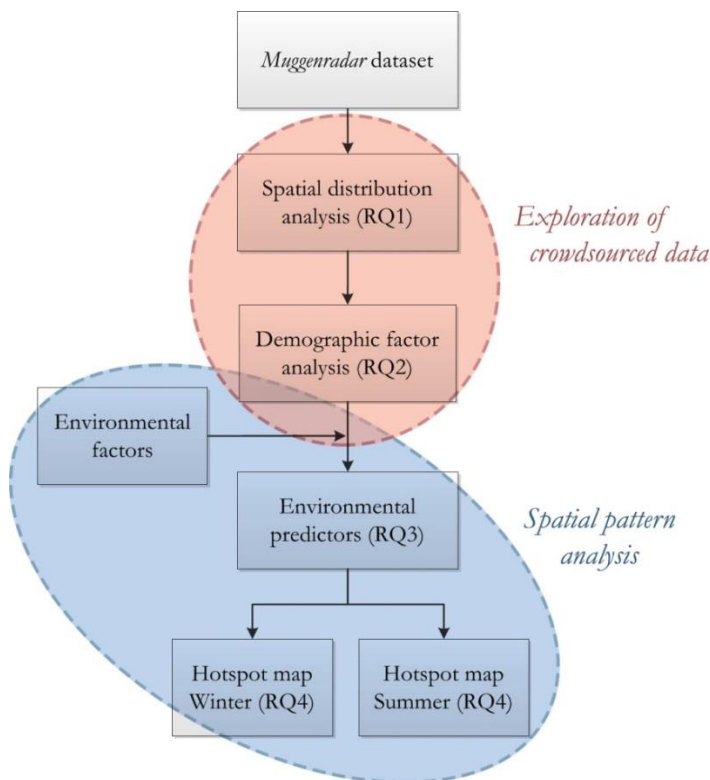 Muggenradar dataset
Spatial distribution
analysis (RQ1)
Exploration of
crowdsourced data
Demographic factor
analysis (RQ2)
Environmental
factors
Environmental
predictors (RQ3)
Spatial pattern
analysis
Hotspot map
Winter (RQ4)
Hotspot map
Summer (RQ4)